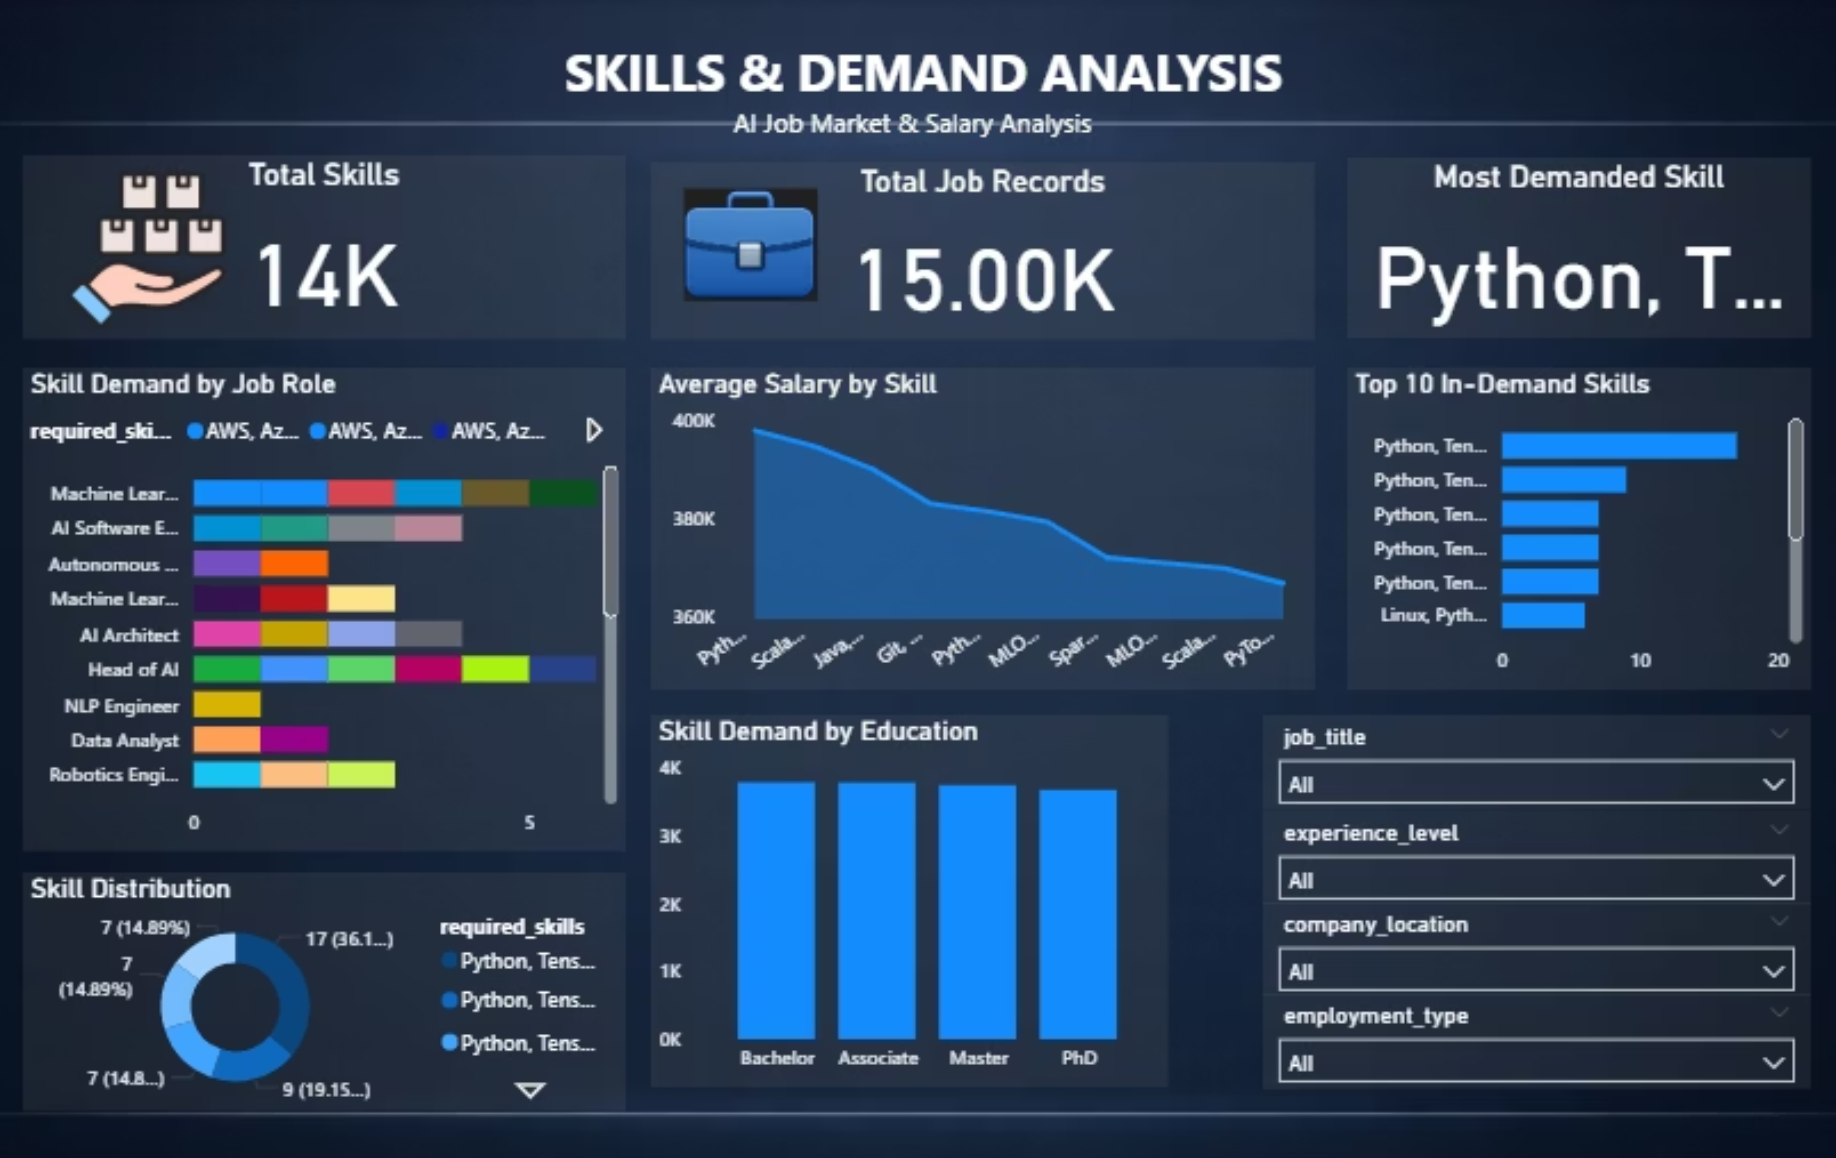 SKILLS & DEMAND ANALYSIS
AI Job Market & Salary Analysis
Total Skills
14K
Total Job Records
15.00K
Most Demanded Skill
Python, T...
Skill Demand by Job Role
required_ski... AWS, Az... AWS, Az... AWS, Az...
Machine Lear...
AI Software E...
Autonomous ...
Machine Lear...
AI Architect
Head of AI
NLP Engineer
Data Analyst
Robotics Engi...
0 5
Average Salary by Skill
400K
380K
360K
Pyth... Scala... Java,... Git, ... Pyth... MLO... Spar... MLO... Scala... PyTo...
Top 10 In-Demand Skills
Python, Ten...
Python, Ten...
Python, Ten...
Python, Ten...
Python, Ten...
Linux, Pyth...
0 10 20
Skill Distribution
7 (14.89%)
17 (36.1...)
7
(14.89%)
7 (14.8...)
9 (19.15...)
required_skills
Python, Tens...
Python, Tens...
Python, Tens...
Skill Demand by Education
4K
3K
2K
1K
0K
Bachelor Associate Master PhD
job_title
All
experience_level
All
company_location
All
employment_type
All